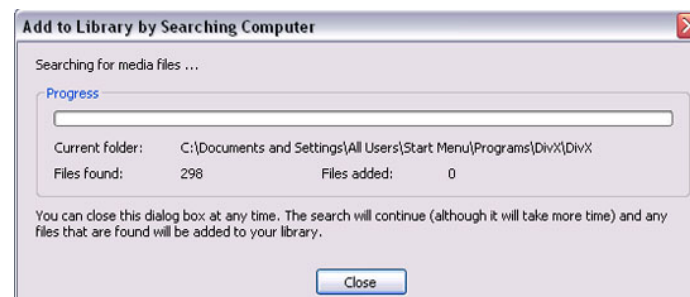 Add to Library by Searching Computer
Searching for media files ...
Progress
Current folder: C:\Documents and Settings\All Users\Start Menu\Programs\DivX\DivX
Files found: 298 Files added: 0
You can close this dialog box at any time. The search will continue (although it will take more time) and any
files that are found will be added to your library.
Close